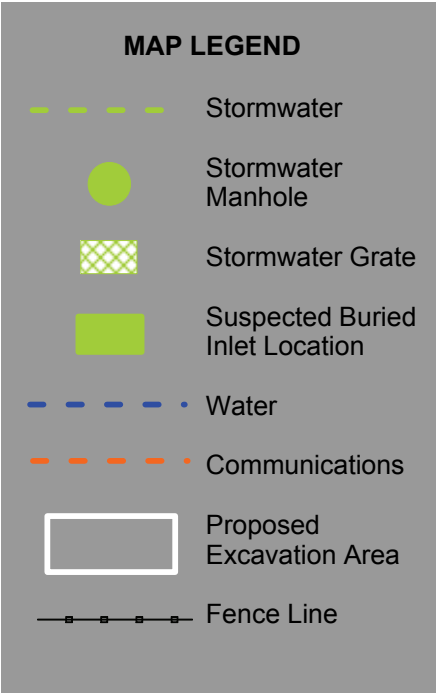 MAP LEGEND
Stormwater
Stormwater
Manhole
Stormwater Grate
Suspected Buried
Inlet Location
Water
Communications
Proposed
Excavation Area
Fence Line